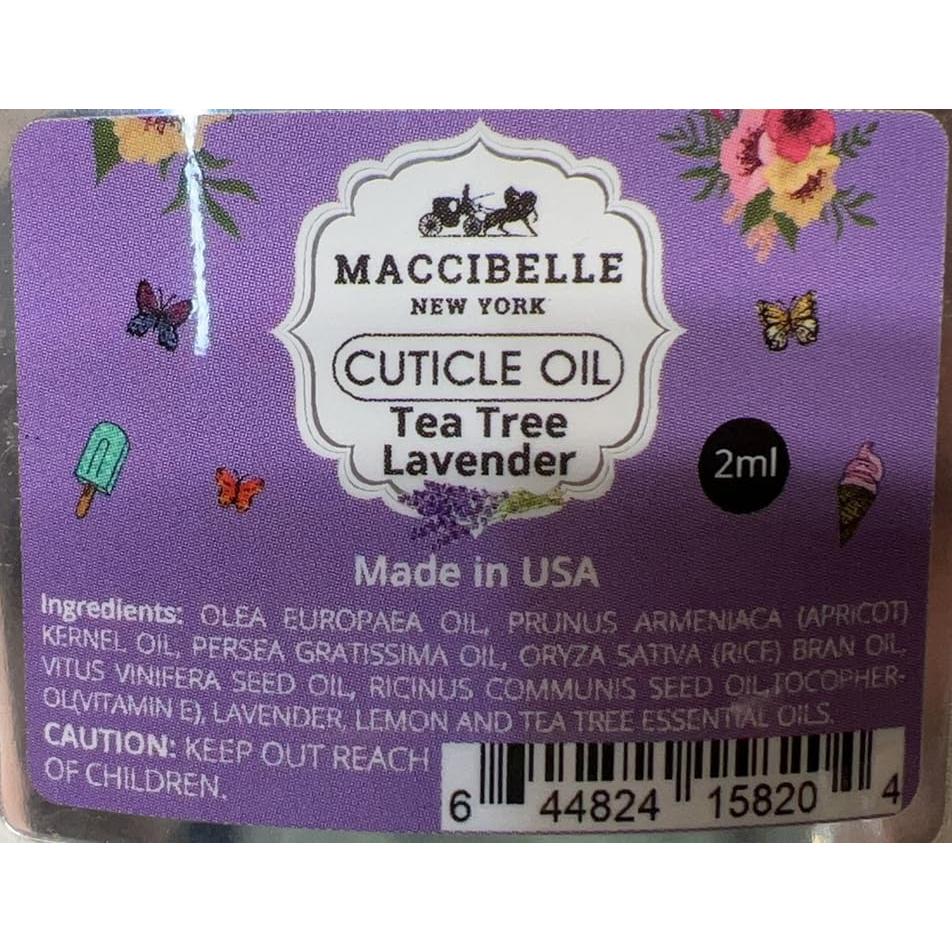 MACCIBELLE
NEW YORK
CUTICLE OIL
Tea Tree
Lavender
2ml
Made in USA
Ingredients: OLEA EUROPAEA OIL, PRUNUS ARMENIACA (APRICOT)
KERNEL OIL, PERSEA GRATISSIMA OIL, ORYZA SATIVA (RICE) BRAN OIL,
VITUS VINIFERA SEED OIL, RICINUS COMMUNIS SEED OIL,TOCOPHER-
OL(VITAMIN E), LAVENDER, LEMON AND TEA TREE ESSENTIAL OILS.
CAUTION: KEEP OUT REACH
OF CHILDREN.
6 44824 15820 4